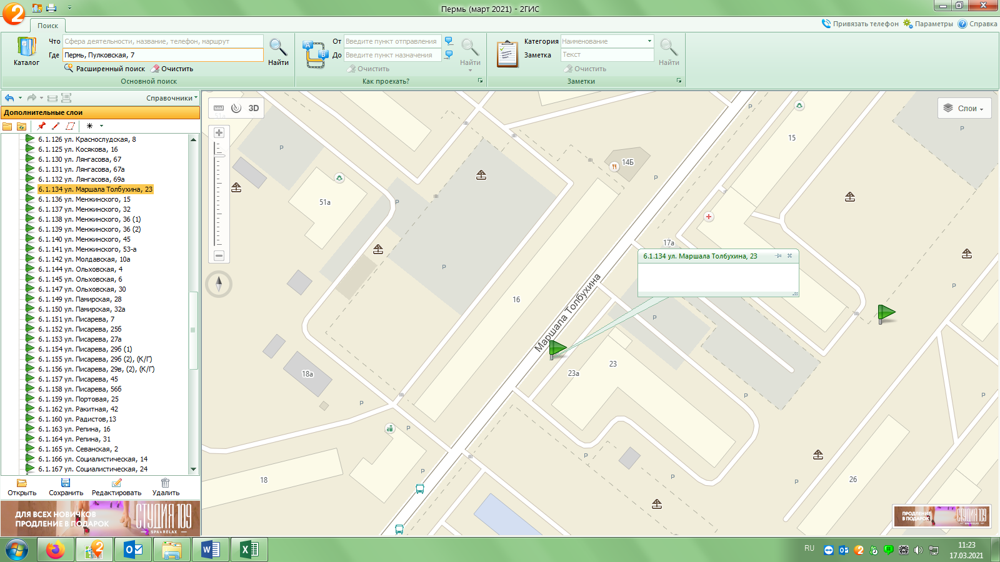 Пермь (март 2021) - 2ГИС
Поиск
Привязать телефон
Параметры
Справка
Каталог
Что
Сфера деятельности, название, телефон, маршрут
Где
Пермь, Пулковская, 7
Расширенный поиск
Очистить
Найти
Основной поиск
От
Введите пункт отправления
До
Введите пункт назначения
Очистить
Найти
Как проехать?
Категория
Наименование
Заметка
Текст
Очистить
Найти
Заметки
Справочники
Дополнительные слои
6.1.126 ул. Краснослудская, 8
6.1.125 ул. Косякова, 16
6.1.130 ул. Лянгасова, 67
6.1.131 ул. Лянгасова, 67а
6.1.132 ул. Лянгасова, 69а
6.1.134 ул. Маршала Толбухина, 23
6.1.136 ул. Менжинского, 15
6.1.137 ул. Менжинского, 32
6.1.138 ул. Менжинского, 36 (1)
6.1.139 ул. Менжинского, 36 (2)
6.1.140 ул. Менжинского, 45
6.1.141 ул. Менжинского, 53-а
6.1.142 ул. Молдавская, 10а
6.1.144 ул. Ольховская, 4
6.1.145 ул. Ольховская, 6
6.1.147 ул. Ольховская, 30
6.1.149 ул. Памирская, 28
6.1.150 ул. Памирская, 32а
6.1.151 ул. Писарева, 7
6.1.152 ул. Писарева, 25б
6.1.153 ул. Писарева, 27а
6.1.154 ул. Писарева, 29б (1)
6.1.155 ул. Писарева, 29б (2), (К/Г)
6.1.156 ул. Писарева, 29в, (2), (К/Г)
6.1.157 ул. Писарева, 45
6.1.158 ул. Писарева, 56б
6.1.159 ул. Портовая, 25
6.1.162 ул. Ракитная, 42
6.1.160 ул. Радистов,13
6.1.163 ул. Репина, 16
6.1.164 ул. Репина, 31
6.1.165 ул. Севанская, 2
6.1.166 ул. Социалистическая, 14
6.1.167 ул. Социалистическая, 24
Открыть
Сохранить
Редактировать
Удалить
ДЛЯ ВСЕХ НОВИЧКОВ
ПРОДЛЕНИЕ В ПОДАРОК
СТУДИЯ 109
SPA & RELAX
3D
Слои
51а
15
14Б
51а
17а
6.1.134 ул. Маршала Толбухина, 23
16
Маршала Толбухина
23
23а
18а
18
26
ПРОДЛЕНИЕ
В ПОДАРОК
СТУДИЯ 109
RU
11:23
17.03.2021